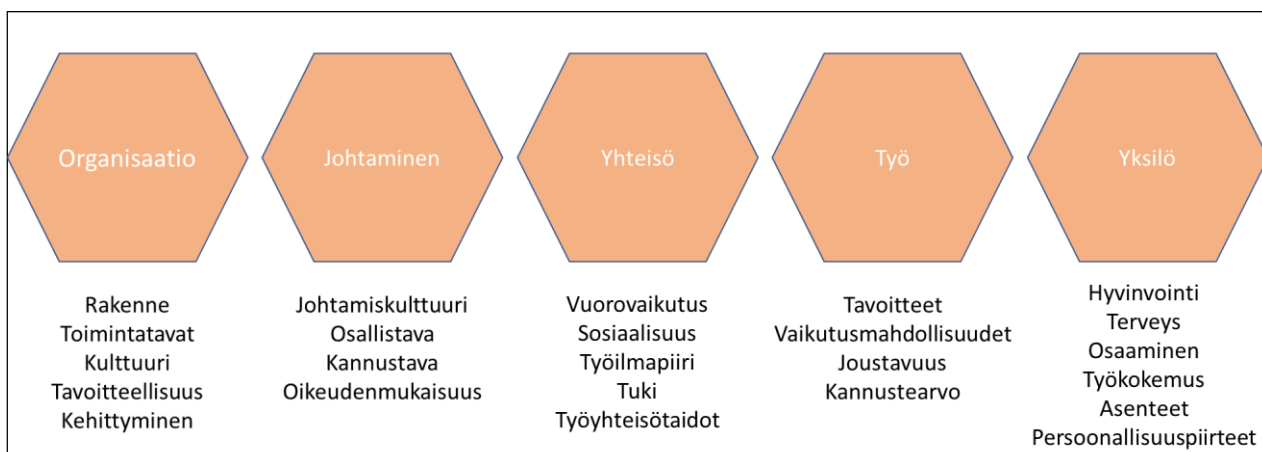 Organisaatio
Johtaminen
Yhteisö
Työ
Yksilö
Rakenne
Toimintatavat
Kulttuuri
Tavoitteellisuus
Kehittyminen
Johtamiskulttuuri
Osallistava
Kannustava
Oikeudenmukaisuus
Vuorovaikutus
Sosiaalisuus
Työilmapiiri
Tuki
Työyhteisötaidot
Tavoitteet
Vaikutusmahdollisuudet
Joustavuus
Kannustearvo
Hyvinvointi
Terveys
Osaaminen
Työkokemus
Asenteet
Persoonallisuuspiirteet